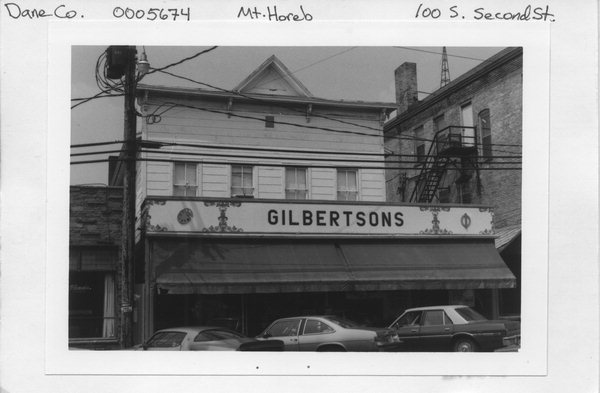 Dane Co. 0005674 Mt. Horeb 100 S. Second St.
GILBERTSONS